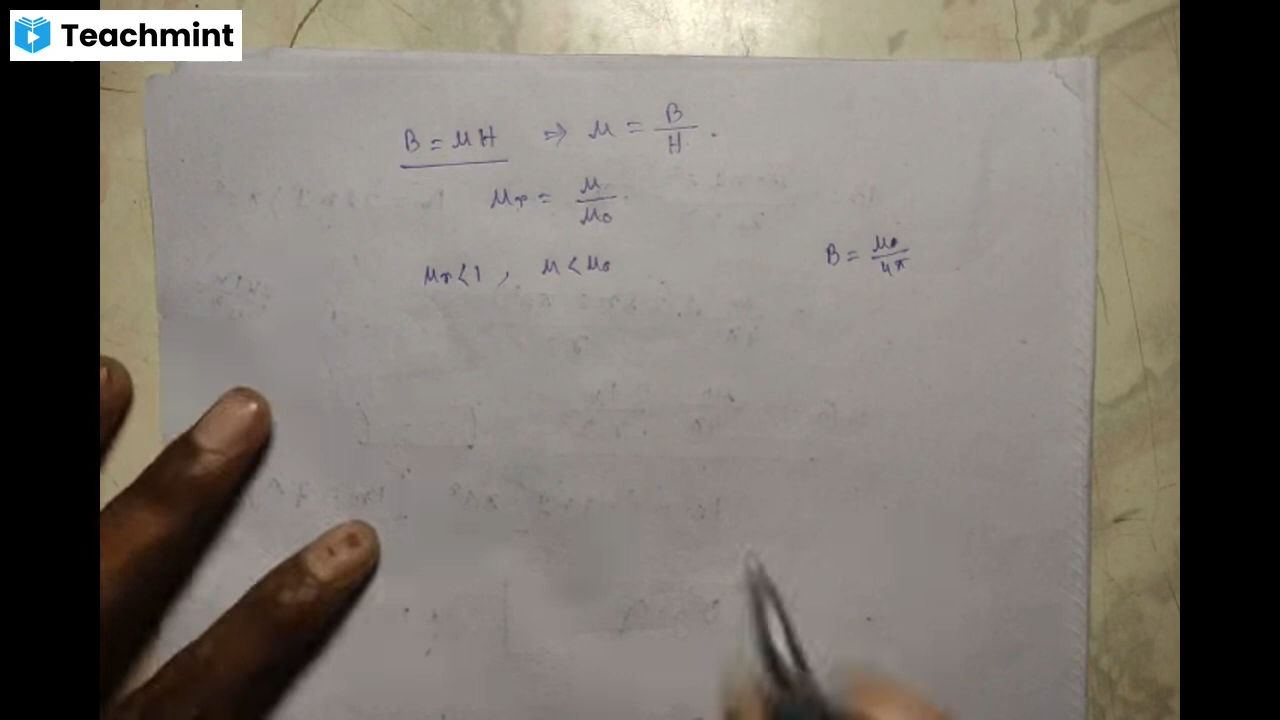 Teachmint
B = μH ⇒ μ = B/H .
μr = μ/μ0 .
μr < 1 , μ < μ0
B = μ0/4π